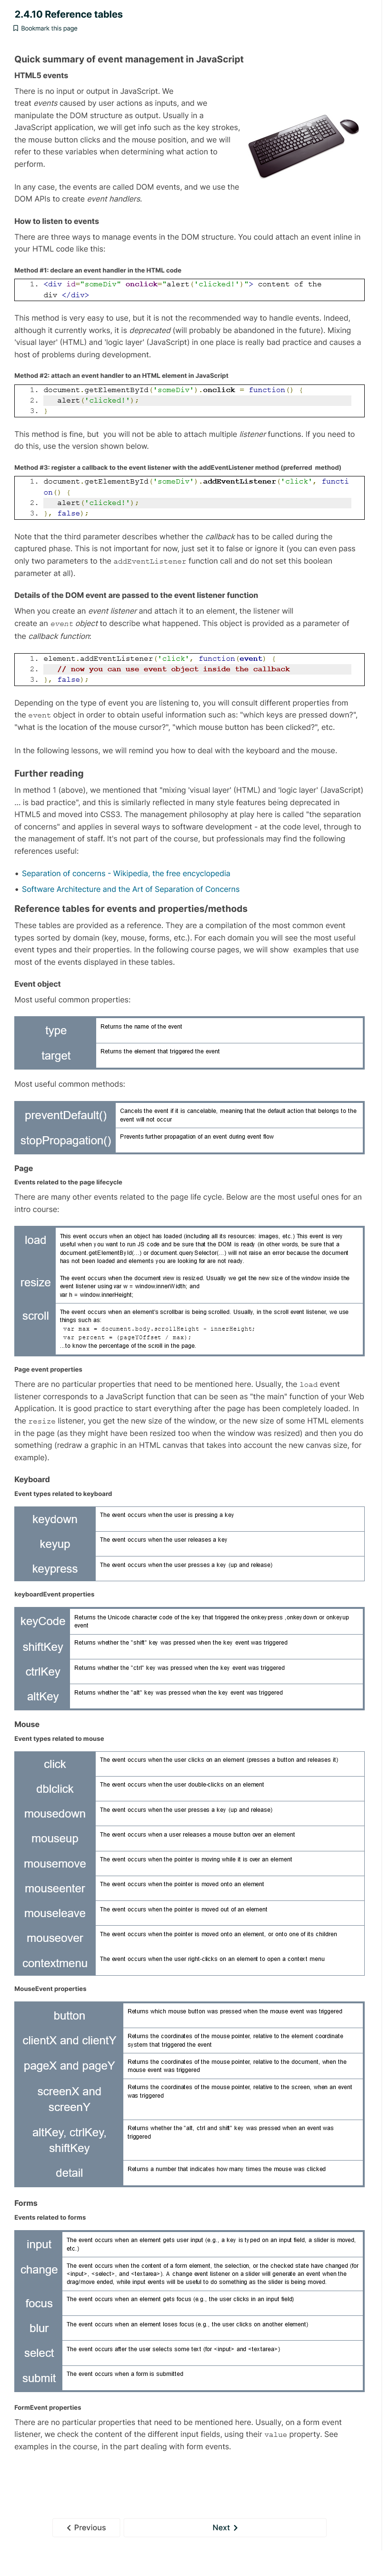 2.4.10 Reference tables
Bookmark this page
Quick summary of event management in JavaScript
HTML5 events
There is no input or output in JavaScript. We
treat events caused by user actions as inputs, and we
manipulate the DOM structure as output. Usually in a
JavaScript application, we will get info such as the key strokes,
the mouse button clicks and the mouse position, and we will
refer to these variables when determining what action to
perform.
In any case, the events are called DOM events, and we use the
DOM APIs to create event handlers.
How to listen to events
There are three ways to manage events in the DOM structure. You could attach an event inline in
your HTML code like this:
Method #1: declare an event handler in the HTML code
1. <div id="someDiv" onclick="alert('clicked!')"> content of the
div </div>
This method is very easy to use, but it is not the recommended way to handle events. Indeed,
although it currently works, it is deprecated (will probably be abandoned in the future). Mixing
'visual layer' (HTML) and 'logic layer' (JavaScript) in one place is really bad practice and causes a
host of problems during development.
Method #2: attach an event handler to an HTML element in JavaScript
1. document.getElementById('someDiv').onclick = function() {
2. alert('clicked!');
3. }
This method is fine, but you will not be able to attach multiple listener functions. If you need to
do this, use the version shown below.
Method #3: register a callback to the event listener with the addEventListener method (preferred method)
1. document.getElementById('someDiv').addEventListener('click', functi
on() {
2. alert('clicked!');
3. }, false);
Note that the third parameter describes whether the callback has to be called during the
captured phase. This is not important for now, just set it to false or ignore it (you can even pass
only two parameters to the addEventListener function call and do not set this boolean
parameter at all).
Details of the DOM event are passed to the event listener function
When you create an event listener and attach it to an element, the listener will
create an event object to describe what happened. This object is provided as a parameter of
the callback function:
1. element.addEventListener('click', function(event) {
2. // now you can use event object inside the callback
3. }, false);
Depending on the type of event you are listening to, you will consult different properties from
the event object in order to obtain useful information such as: "which keys are pressed down?",
"what is the location of the mouse cursor?", "which mouse button has been clicked?", etc.
In the following lessons, we will remind you how to deal with the keyboard and the mouse.
Further reading
In method 1 (above), we mentioned that "mixing 'visual layer' (HTML) and 'logic layer' (JavaScript)
... is bad practice", and this is similarly reflected in many style features being deprecated in
HTML5 and moved into CSS3. The management philosophy at play here is called "the separation
of concerns" and applies in several ways to software development - at the code level, through to
the management of staff. It's not part of the course, but professionals may find the following
references useful:
• Separation of concerns - Wikipedia, the free encyclopedia
• Software Architecture and the Art of Separation of Concerns
Reference tables for events and properties/methods
These tables are provided as a reference. They are a compilation of the most common event
types sorted by domain (key, mouse, forms, etc.). For each domain you will see the most useful
event types and their properties. In the following course pages, we will show examples that use
most of the events displayed in these tables.
Event object
Most useful common properties:
type
Returns the name of the event
target
Returns the element that triggered the event
Most useful common methods:
preventDefault()
Cancels the event if it is cancelable, meaning that the default action that belongs to the
event will not occur
stopPropagation()
Prevents further propagation of an event during event flow
Page
Events related to the page lifecycle
There are many other events related to the page life cycle. Below are the most useful ones for an
intro course:
load
This event occurs when an object has loaded (including all its resources: images, etc.) This event is very
useful when you want to run JS code and be sure that the DOM is ready (in other words, be sure that a
document.getElementById(...) or document.querySelector(...) will not raise an error because the document
has not been loaded and elements you are looking for are not ready.
resize
The event occurs when the document view is resized. Usually, we get the new size of the window inside the
event listener using var w = window.innerWidth; and
var h = window.innerHeight;
scroll
The event occurs when an element's scrollbar is being scrolled. Usually, in the scroll event listener, we use
things such as:
var max = document.body.scrollHeight - innerHeight;
var percent = (pageYOffset / max);
...to know the percentage of the scroll in the page.
Page event properties
There are no particular properties that need to be mentioned here. Usually, the load event
listener corresponds to a JavaScript function that can be seen as "the main" function of your Web
Application. It is good practice to start everything after the page has been completely loaded. In
the resize listener, you get the new size of the window, or the new size of some HTML elements
in the page (as they might have been resized too when the window was resized) and then you do
something (redraw a graphic in an HTML canvas that takes into account the new canvas size, for
example).
Keyboard
Event types related to keyboard
keydown
The event occurs when the user is pressing a key
keyup
The event occurs when the user releases a key
keypress
The event occurs when the user presses a key (up and release)
keyboardEvent properties
keyCode
Returns the Unicode character code of the key that triggered the onkeypress ,onkeydown or onkeyup
event
shiftKey
Returns whether the "shift" key was pressed when the key event was triggered
ctrlKey
Returns whether the "ctrl" key was pressed when the key event was triggered
altKey
Returns whether the "alt" key was pressed when the key event was triggered
Mouse
Event types related to mouse
click
The event occurs when the user clicks on an element (presses a button and releases it)
dblclick
The event occurs when the user double-clicks on an element
mousedown
The event occurs when the user presses a key (up and release)
mouseup
The event occurs when a user releases a mouse button over an element
mousemove
The event occurs when the pointer is moving while it is over an element
mouseenter
The event occurs when the pointer is moved onto an element
mouseleave
The event occurs when the pointer is moved out of an element
mouseover
The event occurs when the pointer is moved onto an element, or onto one of its children
contextmenu
The event occurs when the user right-clicks on an element to open a context menu
MouseEvent properties
button
Returns which mouse button was pressed when the mouse event was triggered
clientX and clientY
Returns the coordinates of the mouse pointer, relative to the element coordinate
system that triggered the event
pageX and pageY
Returns the coordinates of the mouse pointer, relative to the document, when the
mouse event was triggered
screenX and
screenY
Returns the coordinates of the mouse pointer, relative to the screen, when an event
was triggered
altKey, ctrlKey,
shiftKey
Returns whether the "alt, ctrl and shift" key was pressed when an event was
triggered
detail
Returns a number that indicates how many times the mouse was clicked
Forms
Events related to forms
input
The event occurs when an element gets user input (e.g., a key is typed on an input field, a slider is moved,
etc.)
change
The event occurs when the content of a form element, the selection, or the checked state have changed (for
<input>, <select>, and <textarea>). A change event listener on a slider will generate an event when the
drag/move ended, while input events will be useful to do something as the slider is being moved.
focus
The event occurs when an element gets focus (e.g., the user clicks in an input field)
blur
The event occurs when an element loses focus (e.g., the user clicks on another element)
select
The event occurs after the user selects some text (for <input> and <textarea>)
submit
The event occurs when a form is submitted
FormEvent properties
There are no particular properties that need to be mentioned here. Usually, on a form event
listener, we check the content of the different input fields, using their value property. See
examples in the course, in the part dealing with form events.
Previous
Next